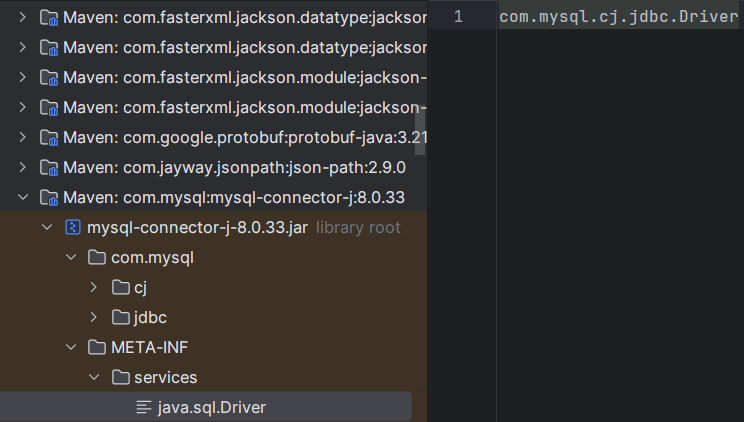 Maven: com.fasterxml.jackson.datatype:jackson
Maven: com.fasterxml.jackson.datatype:jackson
Maven: com.fasterxml.jackson.module:jackson-
Maven: com.fasterxml.jackson.module:jackson-
Maven: com.google.protobuf:protobuf-java:3.21
Maven: com.jayway.jsonpath:json-path:2.9.0
Maven: com.mysql:mysql-connector-j:8.0.33
mysql-connector-j-8.0.33.jar library root
com.mysql
cj
jdbc
META-INF
services
java.sql.Driver
1 com.mysql.cj.jdbc.Driver